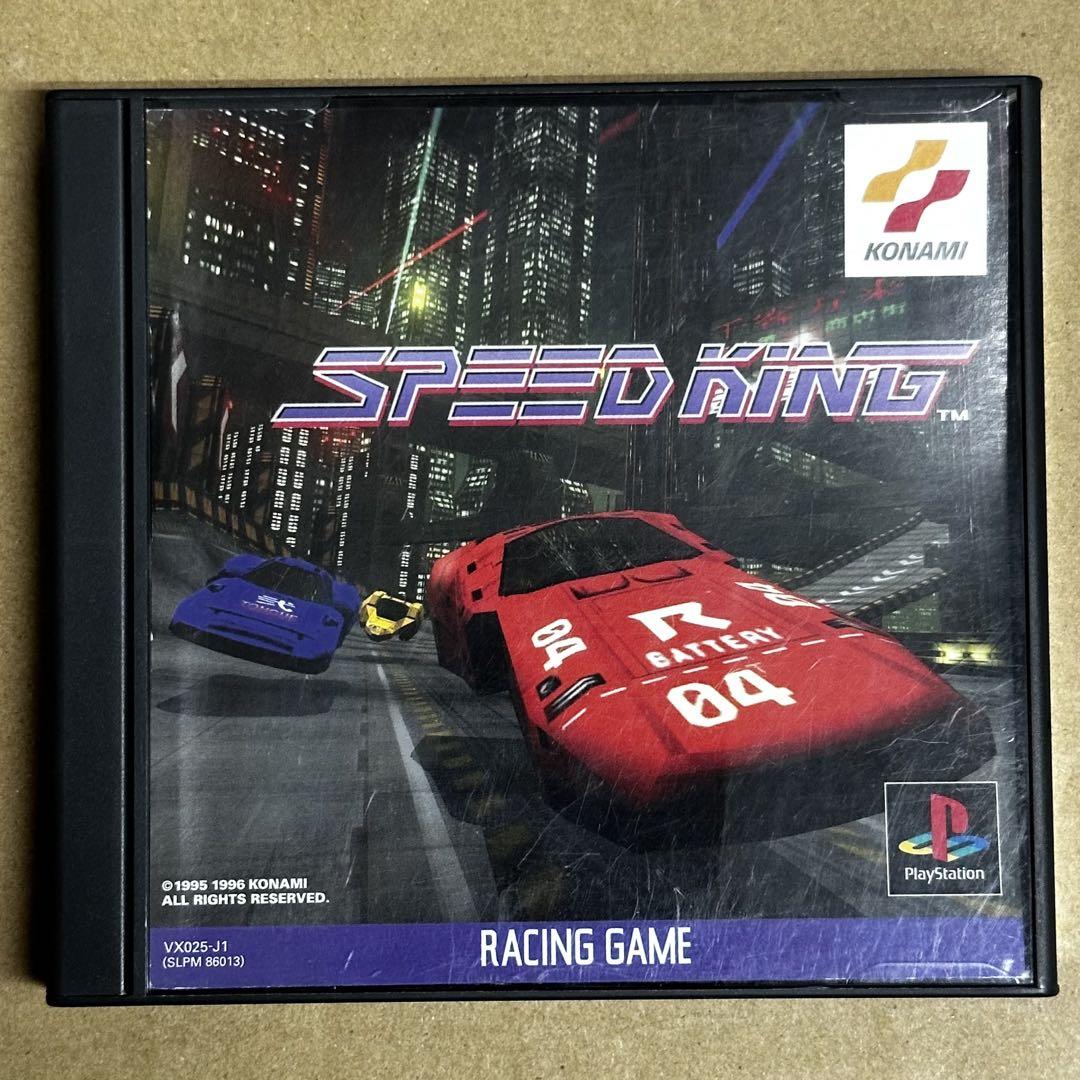 KONAMI
SPEED KING™
TONGUE
R
BATTERY
04
04
©1995 1996 KONAMI
ALL RIGHTS RESERVED.
PlayStation
VX025-J1
(SLPM 86013)
RACING GAME